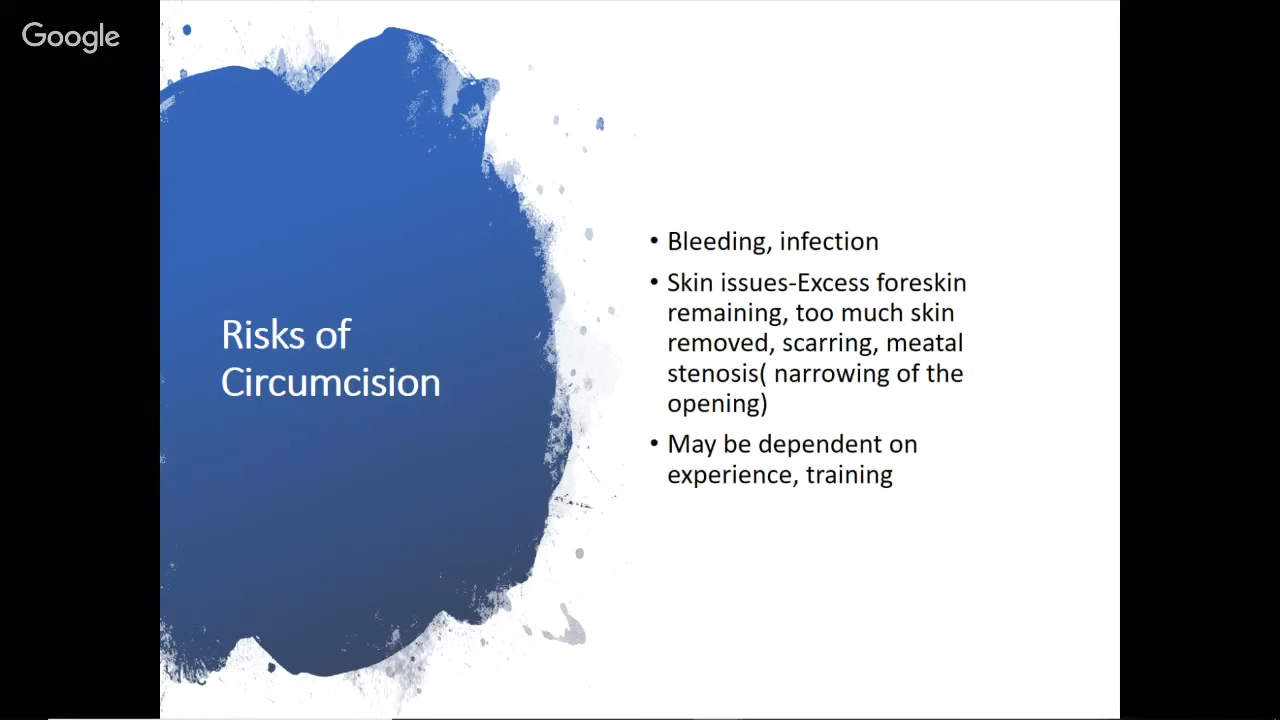 Google
Risks of
Circumcision
• Bleeding, infection
• Skin issues-Excess foreskin
remaining, too much skin
removed, scarring, meatal
stenosis( narrowing of the
opening)
• May be dependent on
experience, training